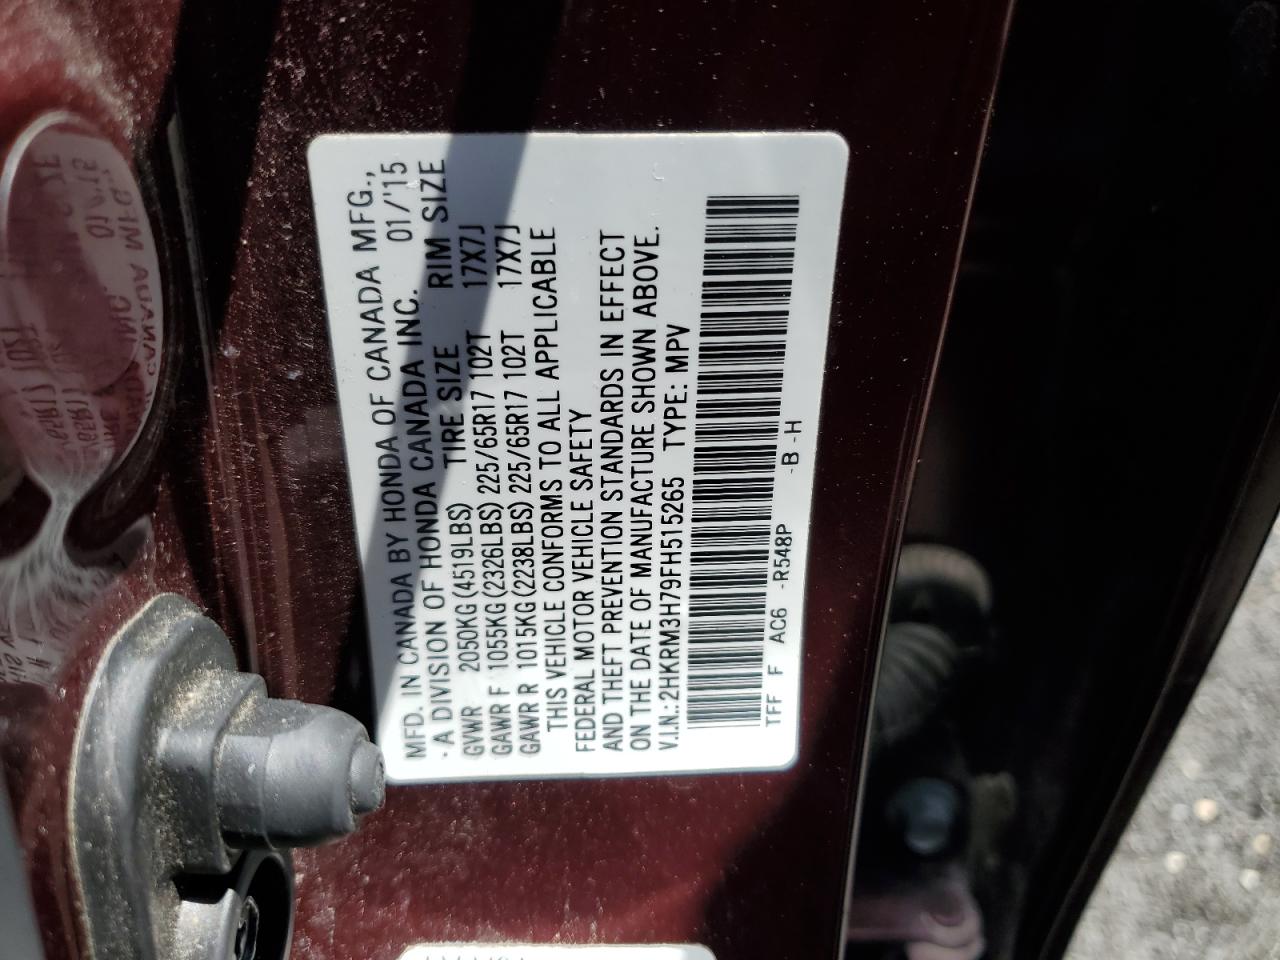 MFD. IN CANADA BY HONDA OF CANADA MFG.,
· A DIVISION OF HONDA CANADA INC. 01/'15
TIRE SIZE RIM SIZE
GVWR 2050KG(4519LBS)
GAWR F 1055KG(2326LBS) 225/65R17 102T 17X7J
GAWR R 1015KG(2238LBS) 225/65R17 102T 17X7J
THIS VEHICLE CONFORMS TO ALL APPLICABLE
FEDERAL MOTOR VEHICLE SAFETY
AND THEFT PREVENTION STANDARDS IN EFFECT
ON THE DATE OF MANUFACTURE SHOWN ABOVE.
V.I.N.: 2HKRM3H79FH515265 TYPE: MPV
TFF F AC6 -R548P -B-H